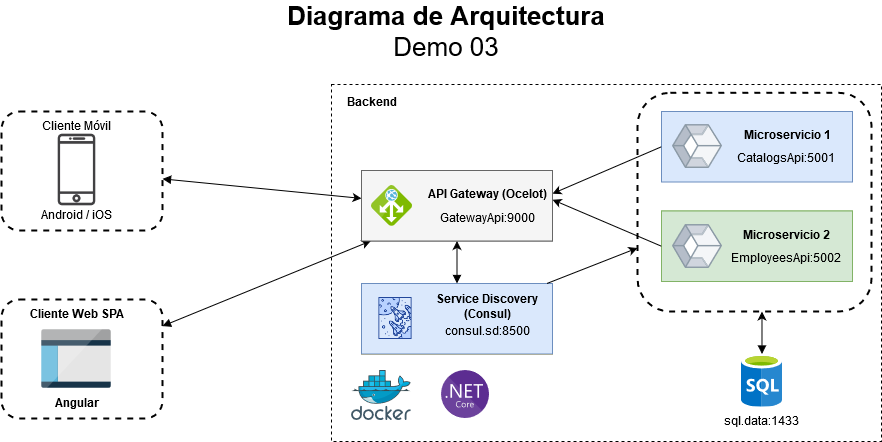 Diagrama de Arquitectura
Demo 03
Backend
Cliente Móvil
Android / iOS
Cliente Web SPA
Angular
API Gateway (Ocelot)
GatewayApi:9000
Service Discovery
(Consul)
consul.sd:8500
docker
.NET
Core
Microservicio 1
CatalogsApi:5001
Microservicio 2
EmployeesApi:5002
SQL
sql.data:1433